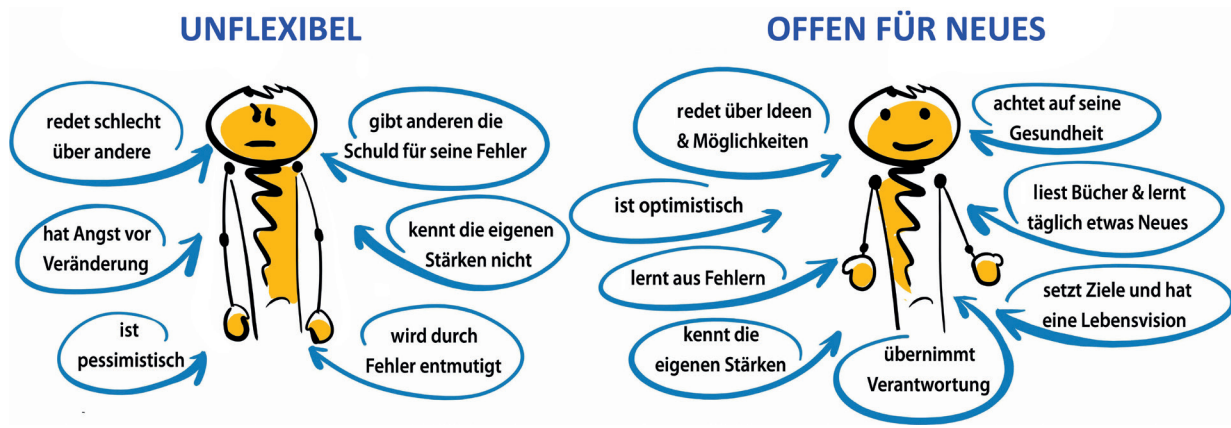 UNFLEXIBEL
redet schlecht
über andere
gibt anderen die
Schuld für seine Fehler
hat Angst vor
Veränderung
kennt die eigenen
Stärken nicht
ist
pessimistisch
wird durch
Fehler entmutigt
OFFEN FÜR NEUES
redet über Ideen
& Möglichkeiten
achtet auf seine
Gesundheit
ist optimistisch
liest Bücher & lernt
täglich etwas Neues
lernt aus Fehlern
setzt Ziele und hat
eine Lebensvision
kennt die
eigenen Stärken
übernimmt
Verantwortung